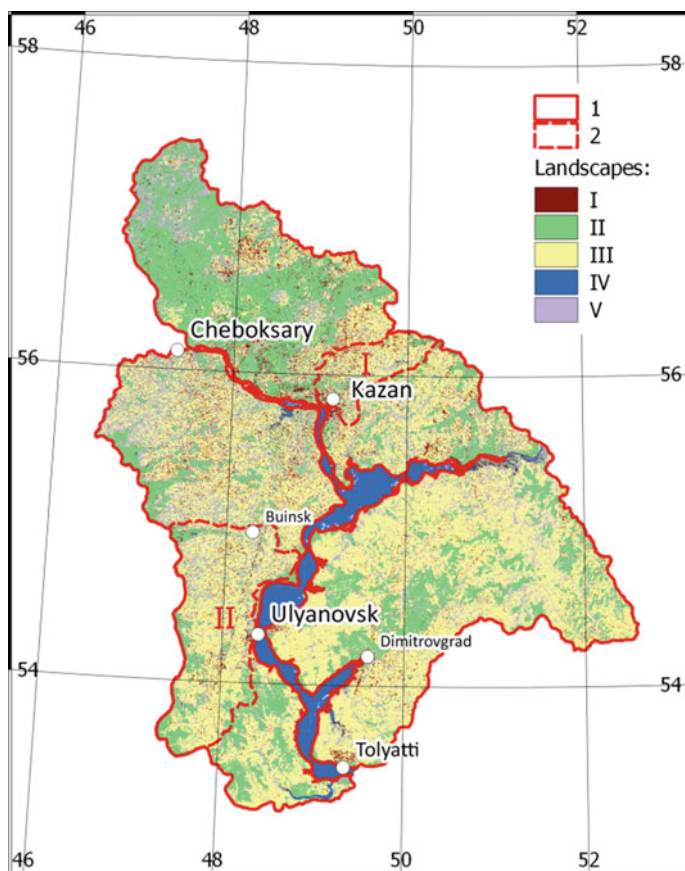 46
48
50
52
58
58
1
2
Landscapes:
I
II
III
IV
V
Cheboksary
56
I
56
Kazan
Buinsk
II
Ulyanovsk
Dimitrovgrad
54
54
Tolyatti
46
48
50
52